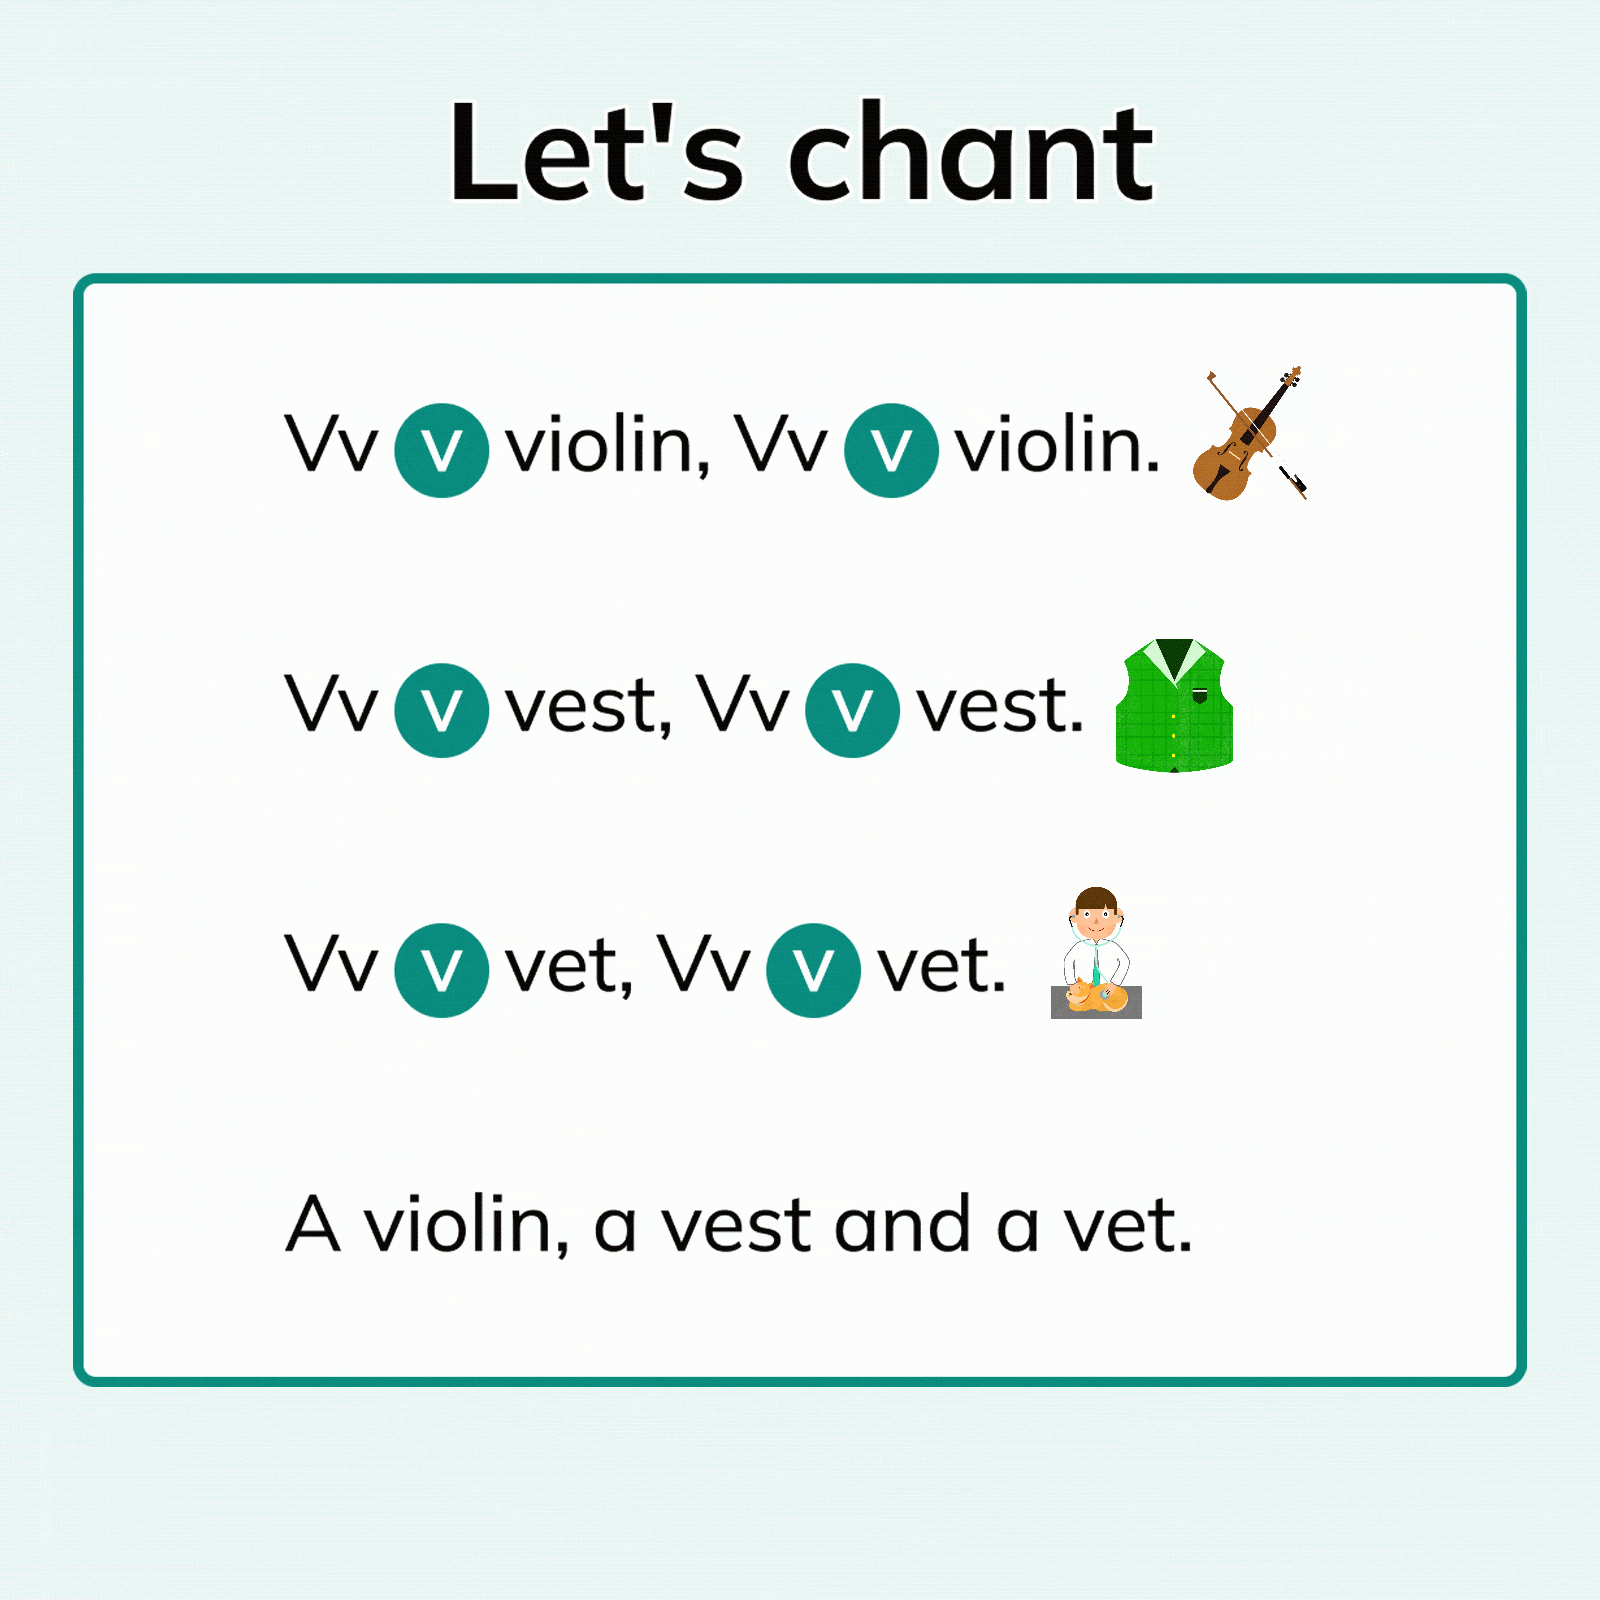 Let's chant
Vv v violin, Vv v violin.
Vv v vest, Vv v vest.
Vv v vet, Vv v vet.
A violin, a vest and a vet.